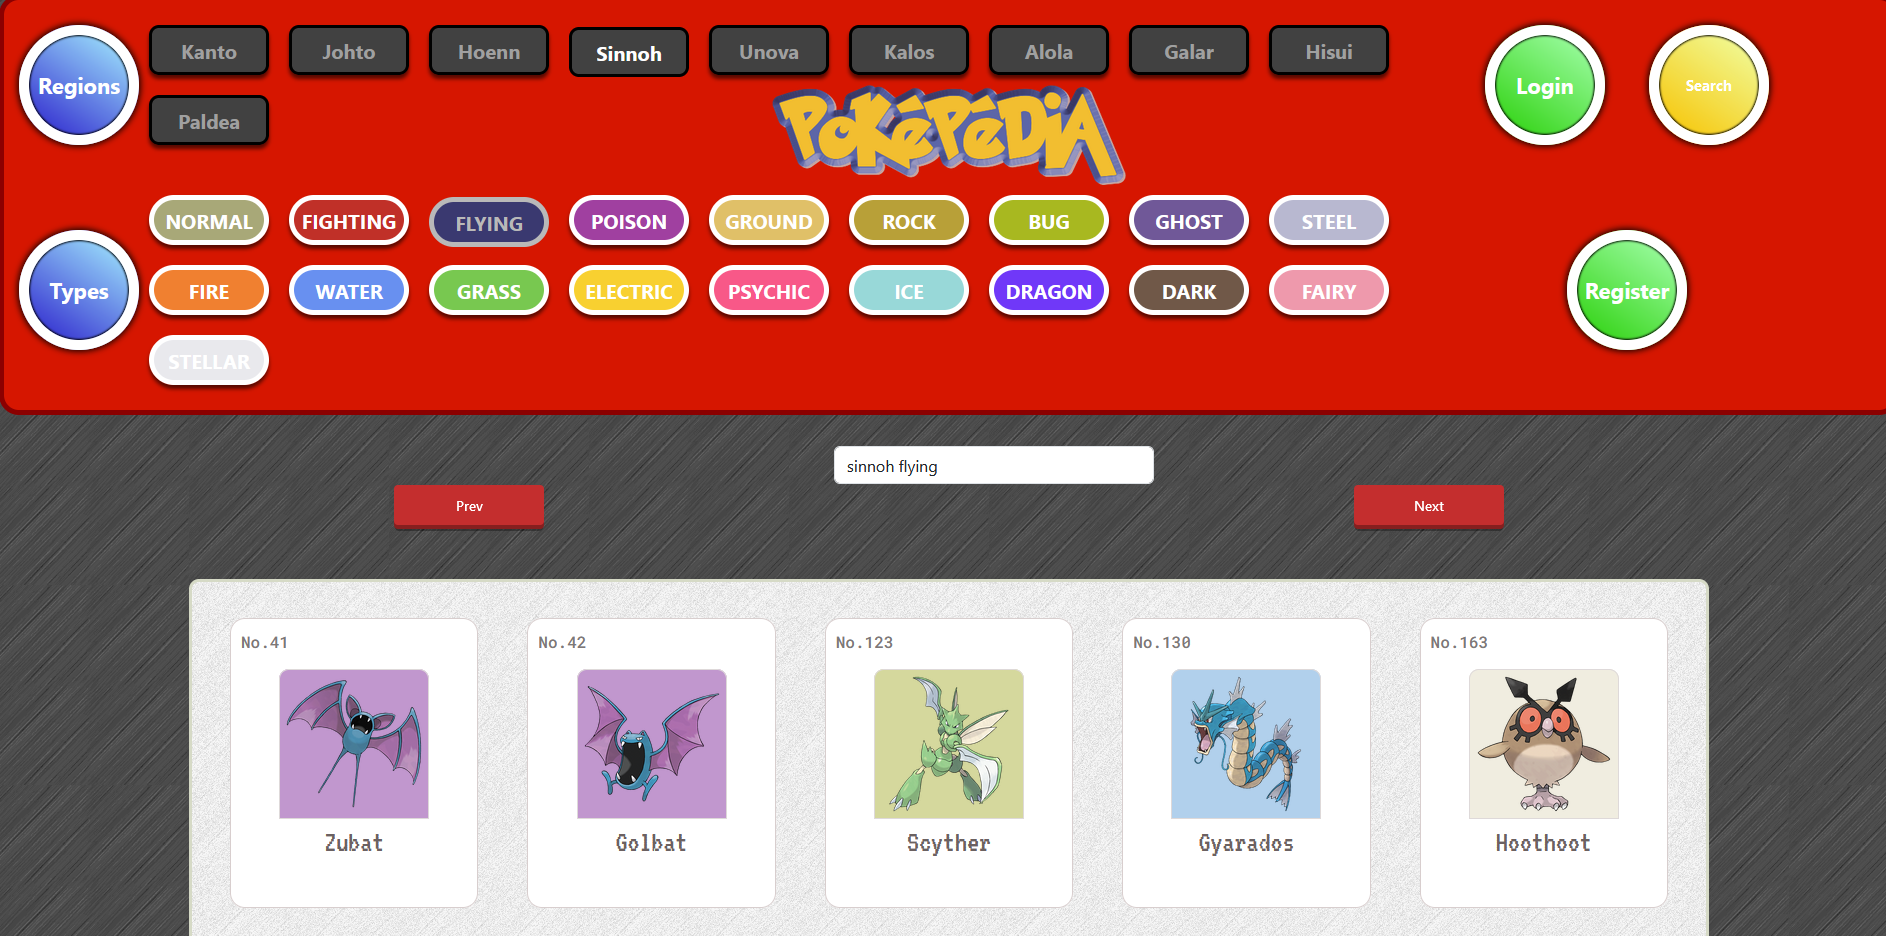 Regions
Kanto Johto Hoenn Sinnoh Unova Kalos Alola Galar Hisui
Paldea
POKéPEDiA
Login
Search
Types
NORMAL FIGHTING FLYING POISON GROUND ROCK BUG GHOST STEEL
FIRE WATER GRASS ELECTRIC PSYCHIC ICE DRAGON DARK FAIRY
STELLAR
Register
sinnoh flying
Prev
Next
No.41
Zubat
No.42
Golbat
No.123
Scyther
No.130
Gyarados
No.163
Hoothoot